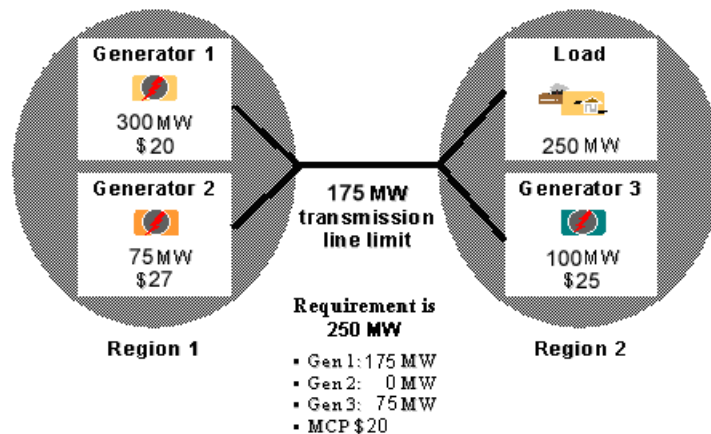 Generator 1
300 MW
$20
Generator 2
75 MW
$27
Region 1
175 MW
transmission
line limit
Load
250 MW
Generator 3
100 MW
$25
Region 2
Requirement is
250 MW
▪ Gen 1: 175 MW
▪ Gen 2: 0 MW
▪ Gen 3: 75 MW
▪ MCP $20